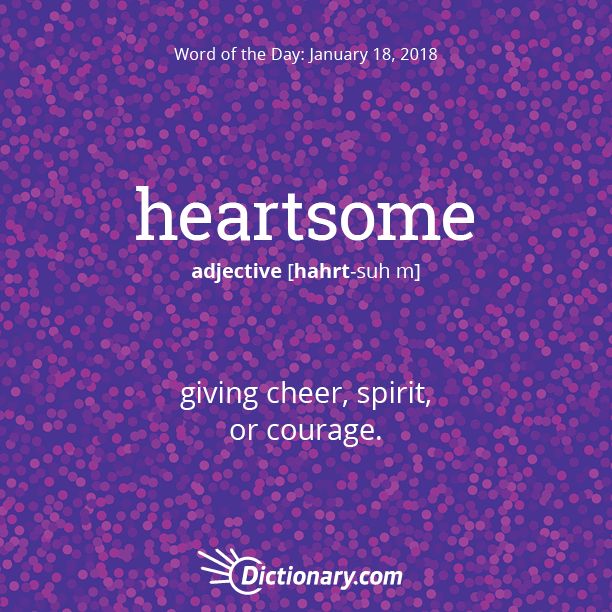 Word of the Day: January 18, 2018
heartsome
adjective [hahrt-suh m]
giving cheer, spirit,
or courage.
Dictionary.com